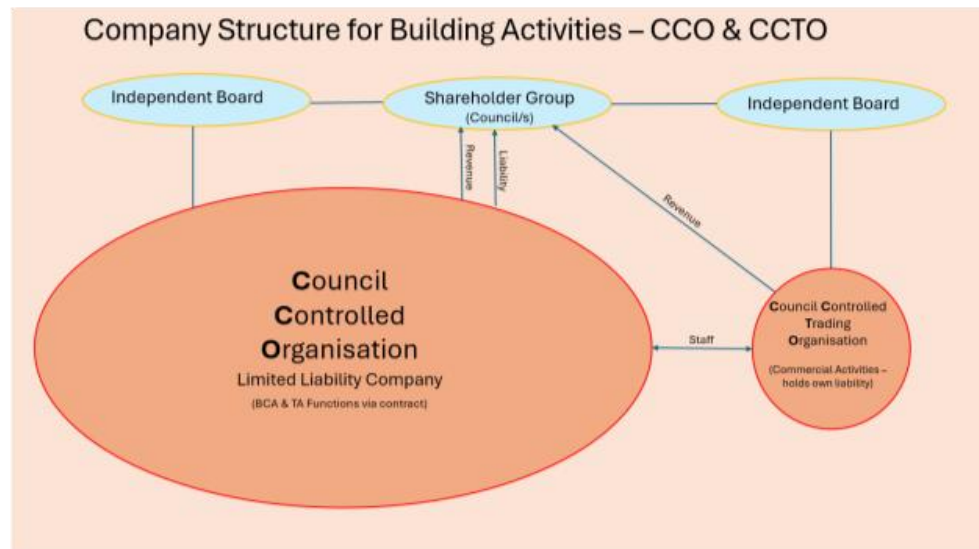 Company Structure for Building Activities – CCO & CCTO
Independent Board
Shareholder Group
(Council/s)
Independent Board
Revenue
Liability
Revenue
Council
Controlled
Organisation
Limited Liability Company
(BCA & TA Functions via contract)
Staff
Council Controlled
Trading
Organisation
(Commercial Activities –
holds own liability)